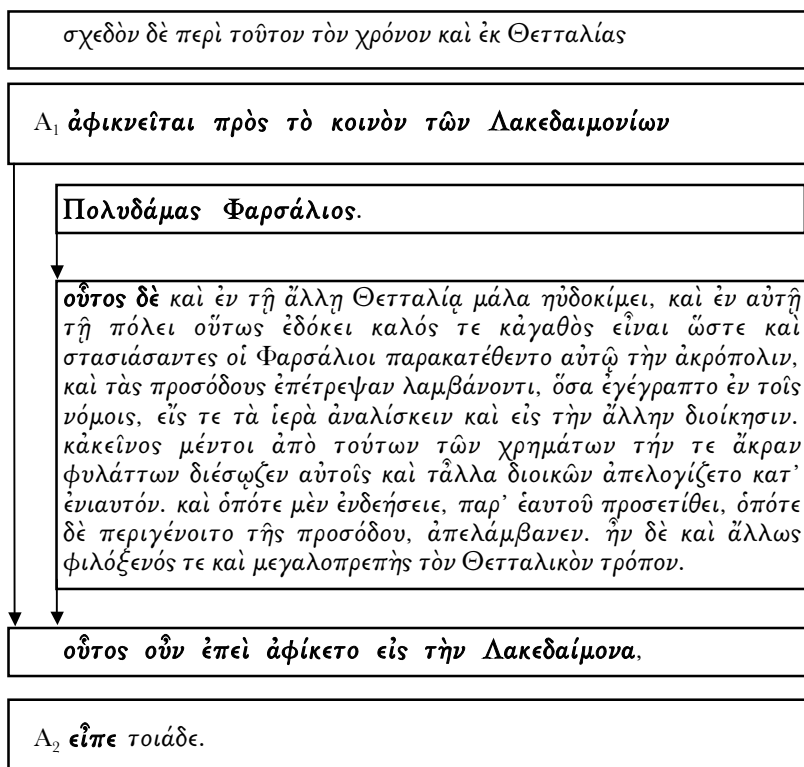 σχεδὸν δὲ περὶ τοῦτον τὸν χρόνον καὶ ἐκ Θετταλίας
A₁ ἀφικνεῖται πρὸς τὸ κοινὸν τῶν Λακεδαιμονίων
Πολυδάμας Φαρσάλιος.
οὗτος δὲ καὶ ἐν τῇ ἄλλῃ Θετταλίᾳ μάλα ηὐδοκίμει, καὶ ἐν αὐτῇ
τῇ πόλει οὕτως ἐδόκει καλός τε κἀγαθὸς εἶναι ὥστε καὶ
στασιάσαντες οἱ Φαρσάλιοι παρακατέθεντο αὐτῷ τὴν ἀκρόπολιν,
καὶ τὰς προσόδους ἐπέτρεψαν λαμβάνοντι, ὅσα ἐγέγραπτο ἐν τοῖς
νόμοις, εἴς τε τὰ ἱερὰ ἀναλίσκειν καὶ εἰς τὴν ἄλλην διοίκησιν.
κἀκεῖνος μέντοι ἀπὸ τούτων τῶν χρημάτων τήν τε ἄκραν
φυλάττων διέσῳζεν αὐτοῖς καὶ τἆλλα διοικῶν ἀπελογίζετο κατ'
ἐνιαυτόν. καὶ ὁπότε μὲν ἐνδεήσειε, παρ' ἑαυτοῦ προσετίθει, ὁπότε
δὲ περιγένοιτο τῆς προσόδου, ἀπελάμβανεν. ἦν δὲ καὶ ἄλλως
φιλόξενός τε καὶ μεγαλοπρεπὴς τὸν Θετταλικὸν τρόπον.
οὗτος οὖν ἐπεὶ ἀφίκετο εἰς τὴν Λακεδαίμονα,
A₂ εἶπε τοιάδε.